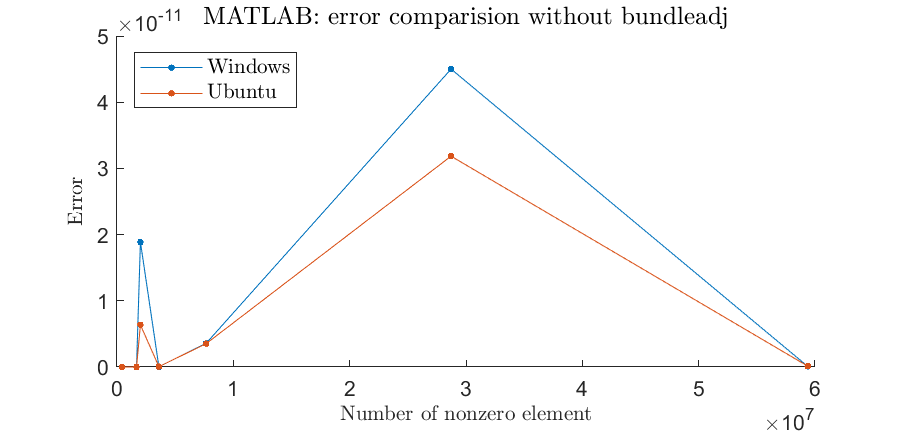 MATLAB: error comparision without bundleadj
×10-11
5
4
3
2
1
0
Error
Windows
Ubuntu
0 1 2 3 4 5 6
Number of nonzero element
×107